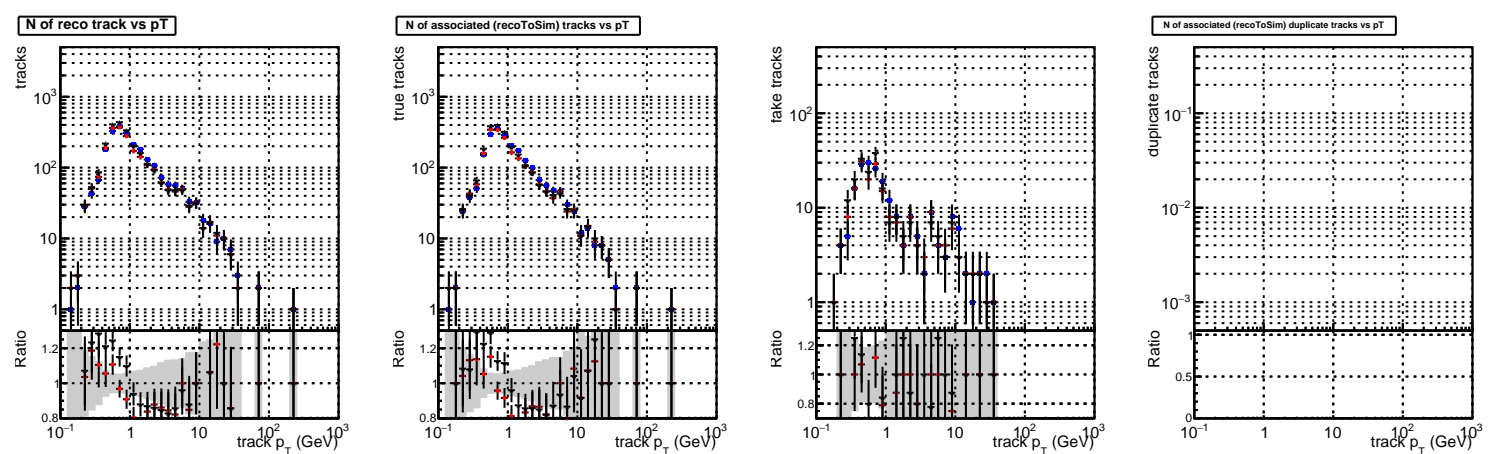 N of reco track vs pT
tracks
10³
10²
10
1
Ratio
1.2
1
0.8
10⁻¹ 1 10 10² 10³
track p_T (GeV)
N of associated (recoToSim) tracks vs pT
true tracks
10³
10²
10
1
Ratio
1.2
1
0.8
10⁻¹ 1 10 10² 10³
track p_T (GeV)
fake tracks
10²
10
1
Ratio
1.2
1
0.8
10⁻¹ 1 10 10² 10³
track p_T (GeV)
N of associated (recoToSim) duplicate tracks vs pT
duplicate tracks
10⁻¹
10⁻²
10⁻³
Ratio
1
0.5
0
10⁻¹ 1 10 10² 10³
track p_T (GeV)